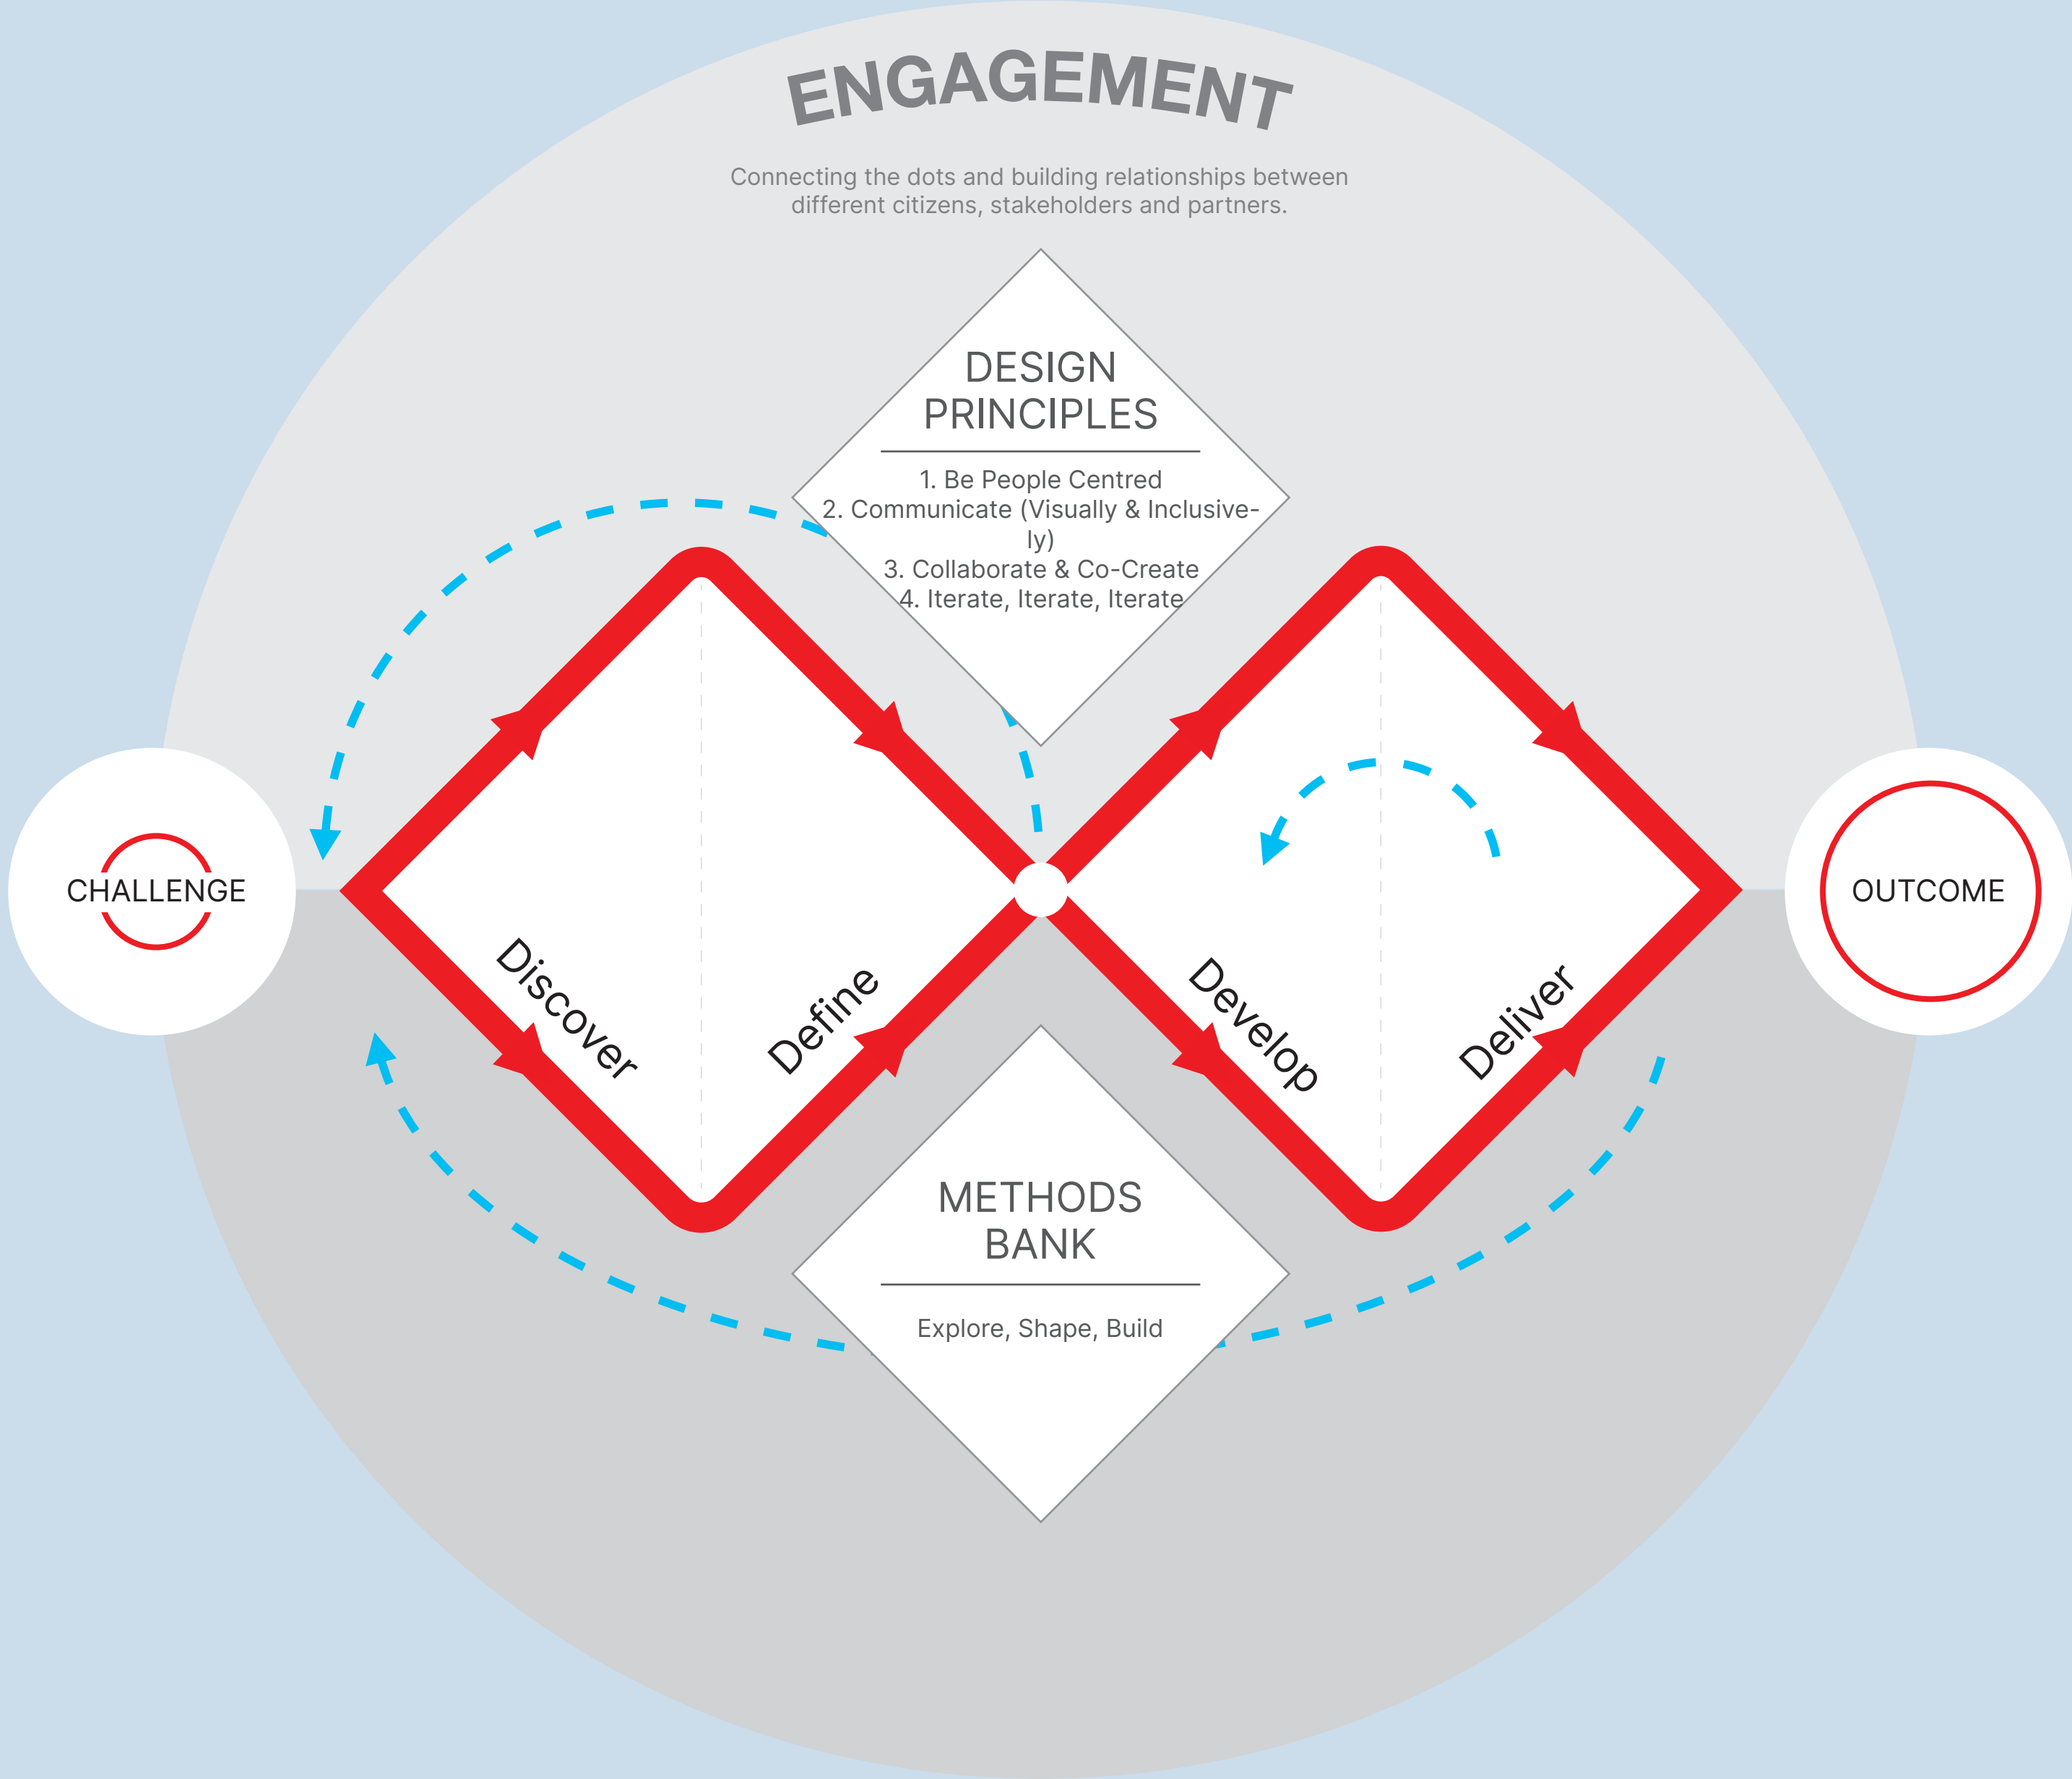 ENGAGEMENT
Connecting the dots and building relationships between
different citizens, stakeholders and partners.
DESIGN
PRINCIPLES
1. Be People Centred
2. Communicate (Visually & Inclusive-
ly)
3. Collaborate & Co-Create
4. Iterate, Iterate, Iterate
CHALLENGE
OUTCOME
Discover
Define
Develop
Deliver
METHODS
BANK
Explore, Shape, Build